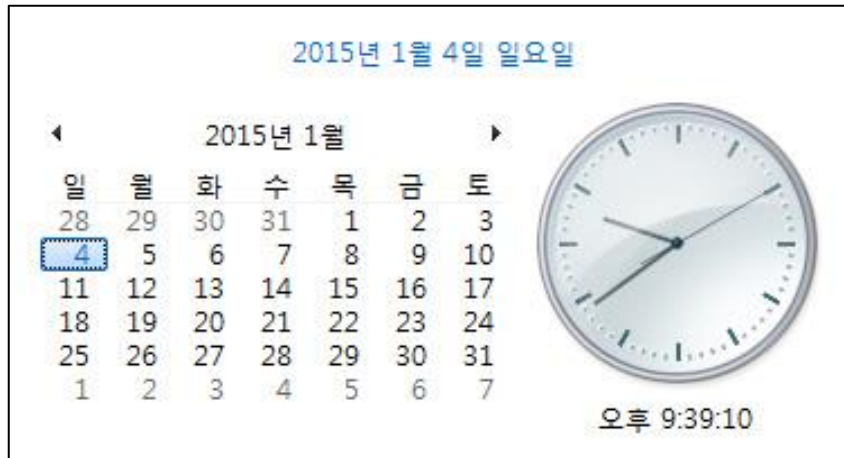 2015년 1월 4일 일요일
2015년 1월
일 월 화 수 목 금 토
28 29 30 31 1 2 3
4 5 6 7 8 9 10
11 12 13 14 15 16 17
18 19 20 21 22 23 24
25 26 27 28 29 30 31
1 2 3 4 5 6 7
오후 9:39:10